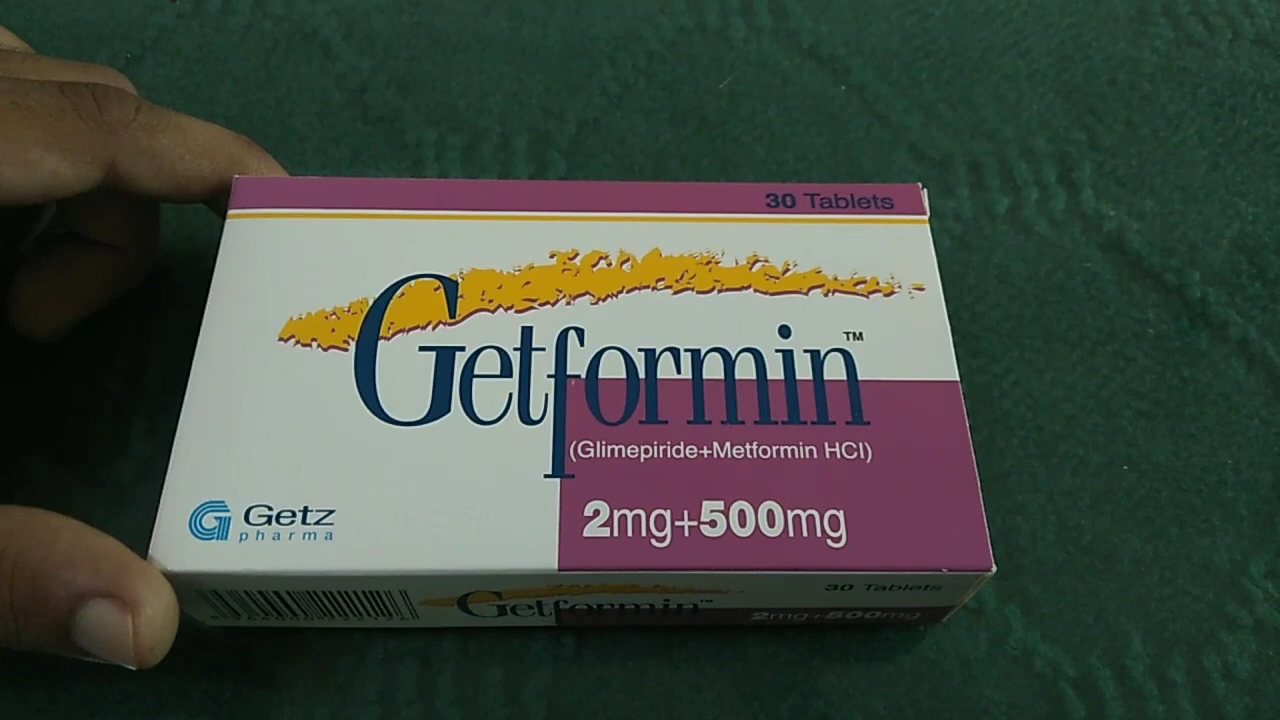 30 Tablets
Getformin™
(Glimepiride+Metformin HCl)
2mg+500mg
Getz
pharma
30 Tablets
Getformin™
2mg+500mg